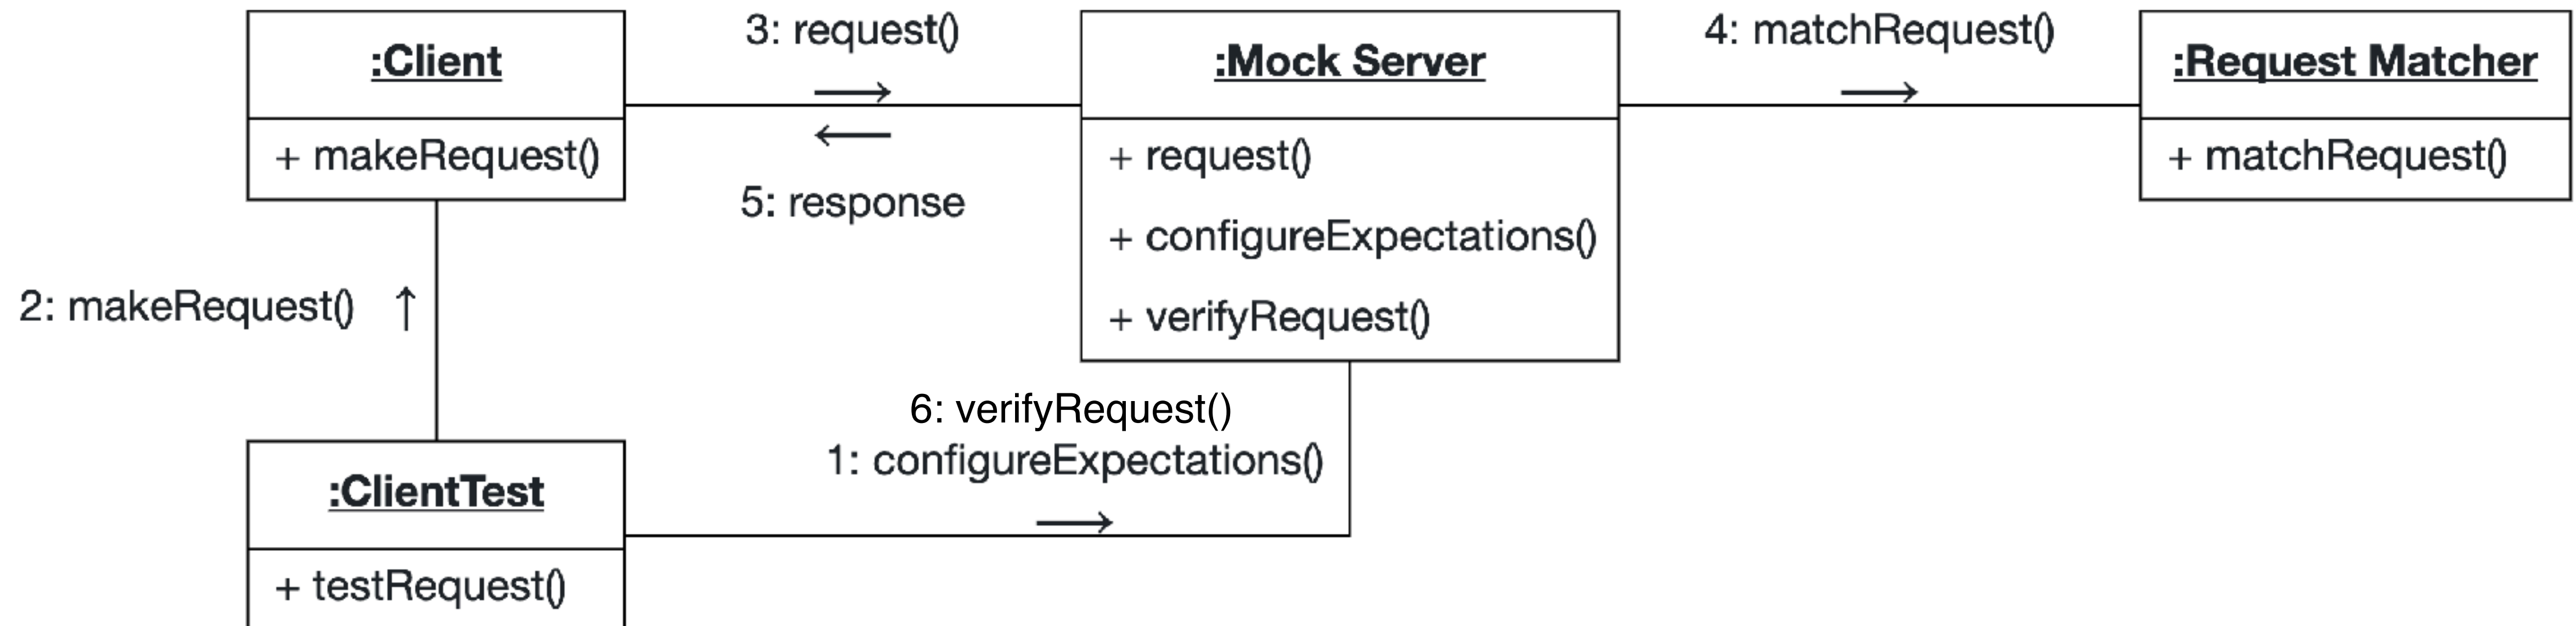 :Client
+ makeRequest()
3: request()
5: response
:Mock Server
+ request()
+ configureExpectations()
+ verifyRequest()
4: matchRequest()
:Request Matcher
+ matchRequest()
2: makeRequest()
6: verifyRequest()
1: configureExpectations()
:ClientTest
+ testRequest()